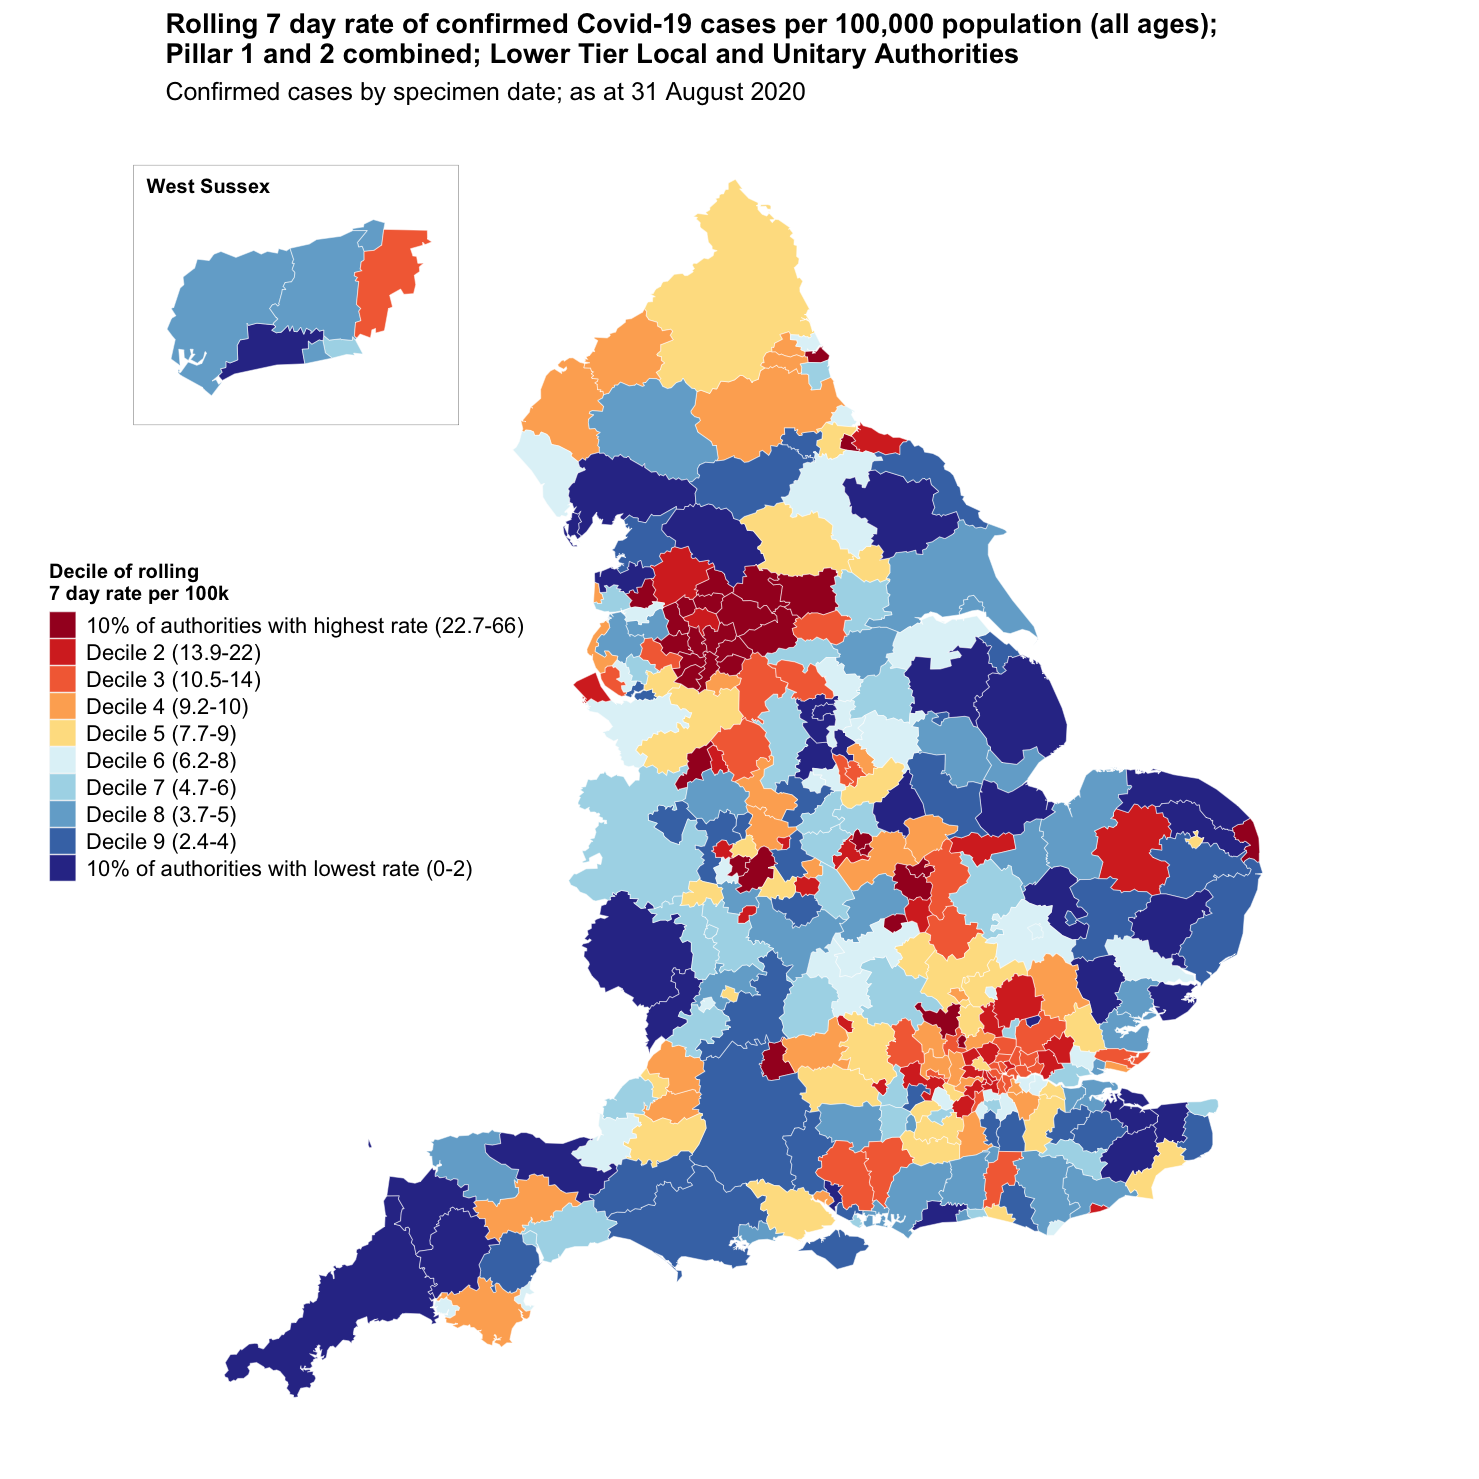 Rolling 7 day rate of confirmed Covid-19 cases per 100,000 population (all ages);
Pillar 1 and 2 combined; Lower Tier Local and Unitary Authorities
Confirmed cases by specimen date; as at 31 August 2020
West Sussex
Decile of rolling
7 day rate per 100k
10% of authorities with highest rate (22.7-66)
Decile 2 (13.9-22)
Decile 3 (10.5-14)
Decile 4 (9.2-10)
Decile 5 (7.7-9)
Decile 6 (6.2-8)
Decile 7 (4.7-6)
Decile 8 (3.7-5)
Decile 9 (2.4-4)
10% of authorities with lowest rate (0-2)